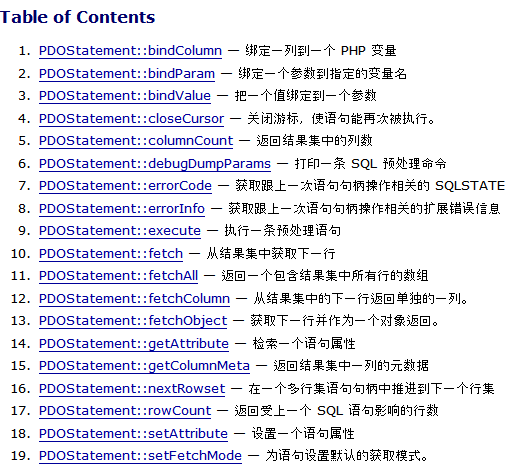 Table of Contents
1. PDOStatement::bindColumn — 绑定一列到一个 PHP 变量
2. PDOStatement::bindParam — 绑定一个参数到指定的变量名
3. PDOStatement::bindValue — 把一个值绑定到一个参数
4. PDOStatement::closeCursor — 关闭游标，使语句能再次被执行。
5. PDOStatement::columnCount — 返回结果集中的列数
6. PDOStatement::debugDumpParams — 打印一条 SQL 预处理命令
7. PDOStatement::errorCode — 获取跟上一次语句句柄操作相关的 SQLSTATE
8. PDOStatement::errorInfo — 获取跟上一次语句句柄操作相关的扩展错误信息
9. PDOStatement::execute — 执行一条预处理语句
10. PDOStatement::fetch — 从结果集中获取下一行
11. PDOStatement::fetchAll — 返回一个包含结果集中所有行的数组
12. PDOStatement::fetchColumn — 从结果集中的下一行返回单独的一列。
13. PDOStatement::fetchObject — 获取下一行并作为一个对象返回。
14. PDOStatement::getAttribute — 检索一个语句属性
15. PDOStatement::getColumnMeta — 返回结果集中一列的元数据
16. PDOStatement::nextRowset — 在一个多行集语句句柄中推进到下一个行集
17. PDOStatement::rowCount — 返回受上一个 SQL 语句影响的行数
18. PDOStatement::setAttribute — 设置一个语句属性
19. PDOStatement::setFetchMode — 为语句设置默认的获取模式。